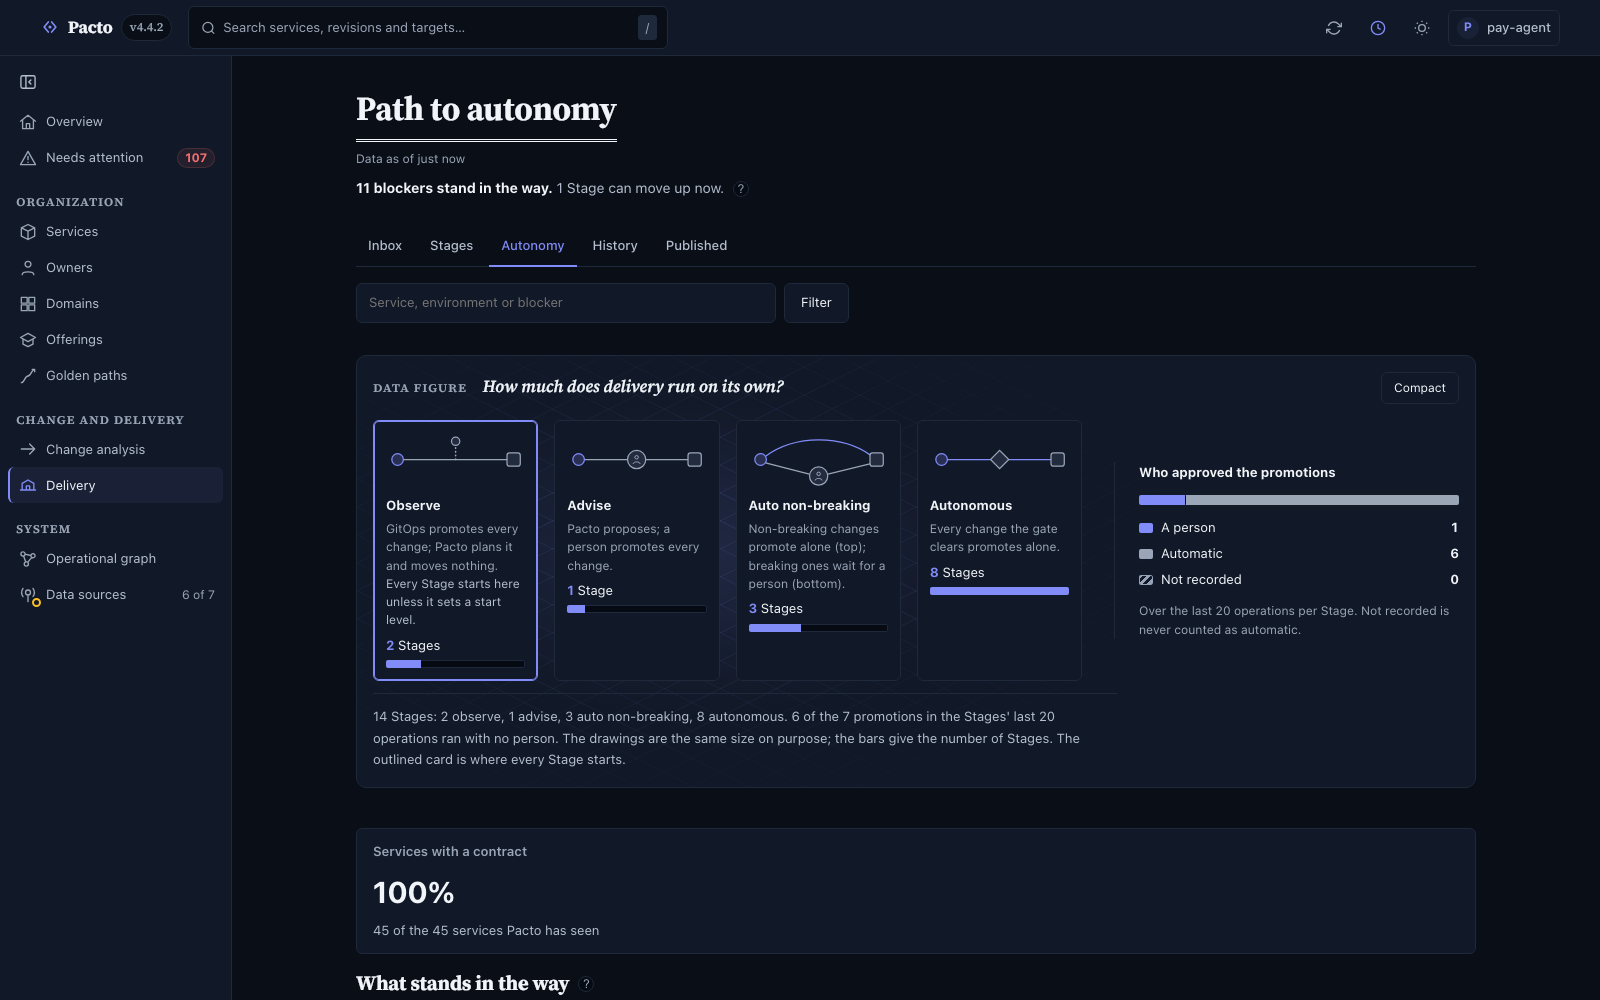 Pacto
v4.4.2
Search services, revisions and targets...
/
P
pay-agent
Overview
Needs attention
107
ORGANIZATION
Services
Owners
Domains
Offerings
Golden paths
CHANGE AND DELIVERY
Change analysis
Delivery
SYSTEM
Operational graph
Data sources
6 of 7
Path to autonomy
Data as of just now
11 blockers stand in the way. 1 Stage can move up now.
?
Inbox
Stages
Autonomy
History
Published
Service, environment or blocker
Filter
DATA FIGURE
How much does delivery run on its own?
Compact
Observe
GitOps promotes every
change; Pacto plans it
and moves nothing.
Every Stage starts here
unless it sets a start
level.
2 Stages
Advise
Pacto proposes; a
person promotes every
change.
1 Stage
Auto non-breaking
Non-breaking changes
promote alone (top);
breaking ones wait for a
person (bottom).
3 Stages
Autonomous
Every change the gate
clears promotes alone.
8 Stages
Who approved the promotions
A person
1
Automatic
6
Not recorded
0
Over the last 20 operations per Stage. Not recorded is
never counted as automatic.
14 Stages: 2 observe, 1 advise, 3 auto non-breaking, 8 autonomous. 6 of the 7 promotions in the Stages' last 20
operations ran with no person. The drawings are the same size on purpose; the bars give the number of Stages. The
outlined card is where every Stage starts.
Services with a contract
100%
45 of the 45 services Pacto has seen
What stands in the way
?